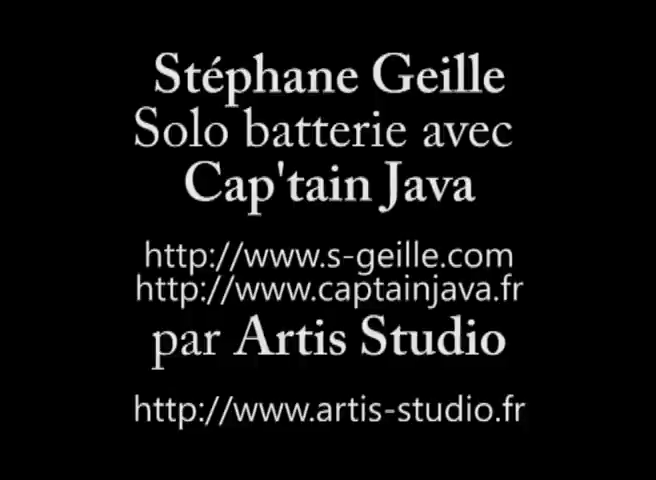 Stéphane Geille
Solo batterie avec
Cap'tain Java
http://www.s-geille.com
http://www.captainjava.fr
par Artis Studio
http://www.artis-studio.fr